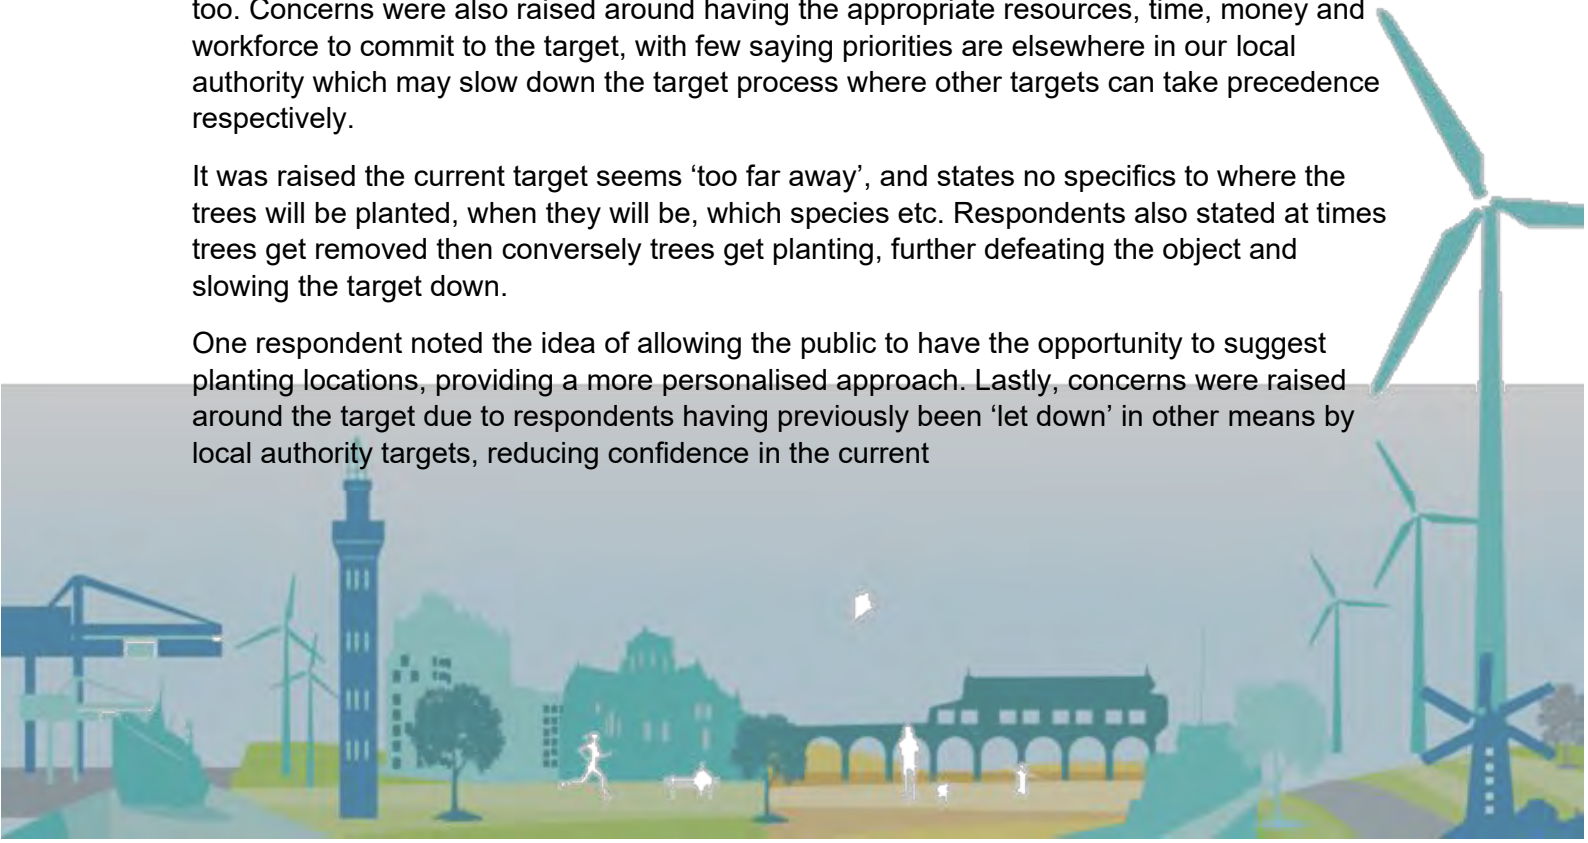 too. Concerns were also raised around having the appropriate resources, time, money and
workforce to commit to the target, with few saying priorities are elsewhere in our local
authority which may slow down the target process where other targets can take precedence
respectively.
It was raised the current target seems ‘too far away’, and states no specifics to where the
trees will be planted, when they will be, which species etc. Respondents also stated at times
trees get removed then conversely trees get planting, further defeating the object and
slowing the target down.
One respondent noted the idea of allowing the public to have the opportunity to suggest
planting locations, providing a more personalised approach. Lastly, concerns were raised
around the target due to respondents having previously been ‘let down’ in other means by
local authority targets, reducing confidence in the current